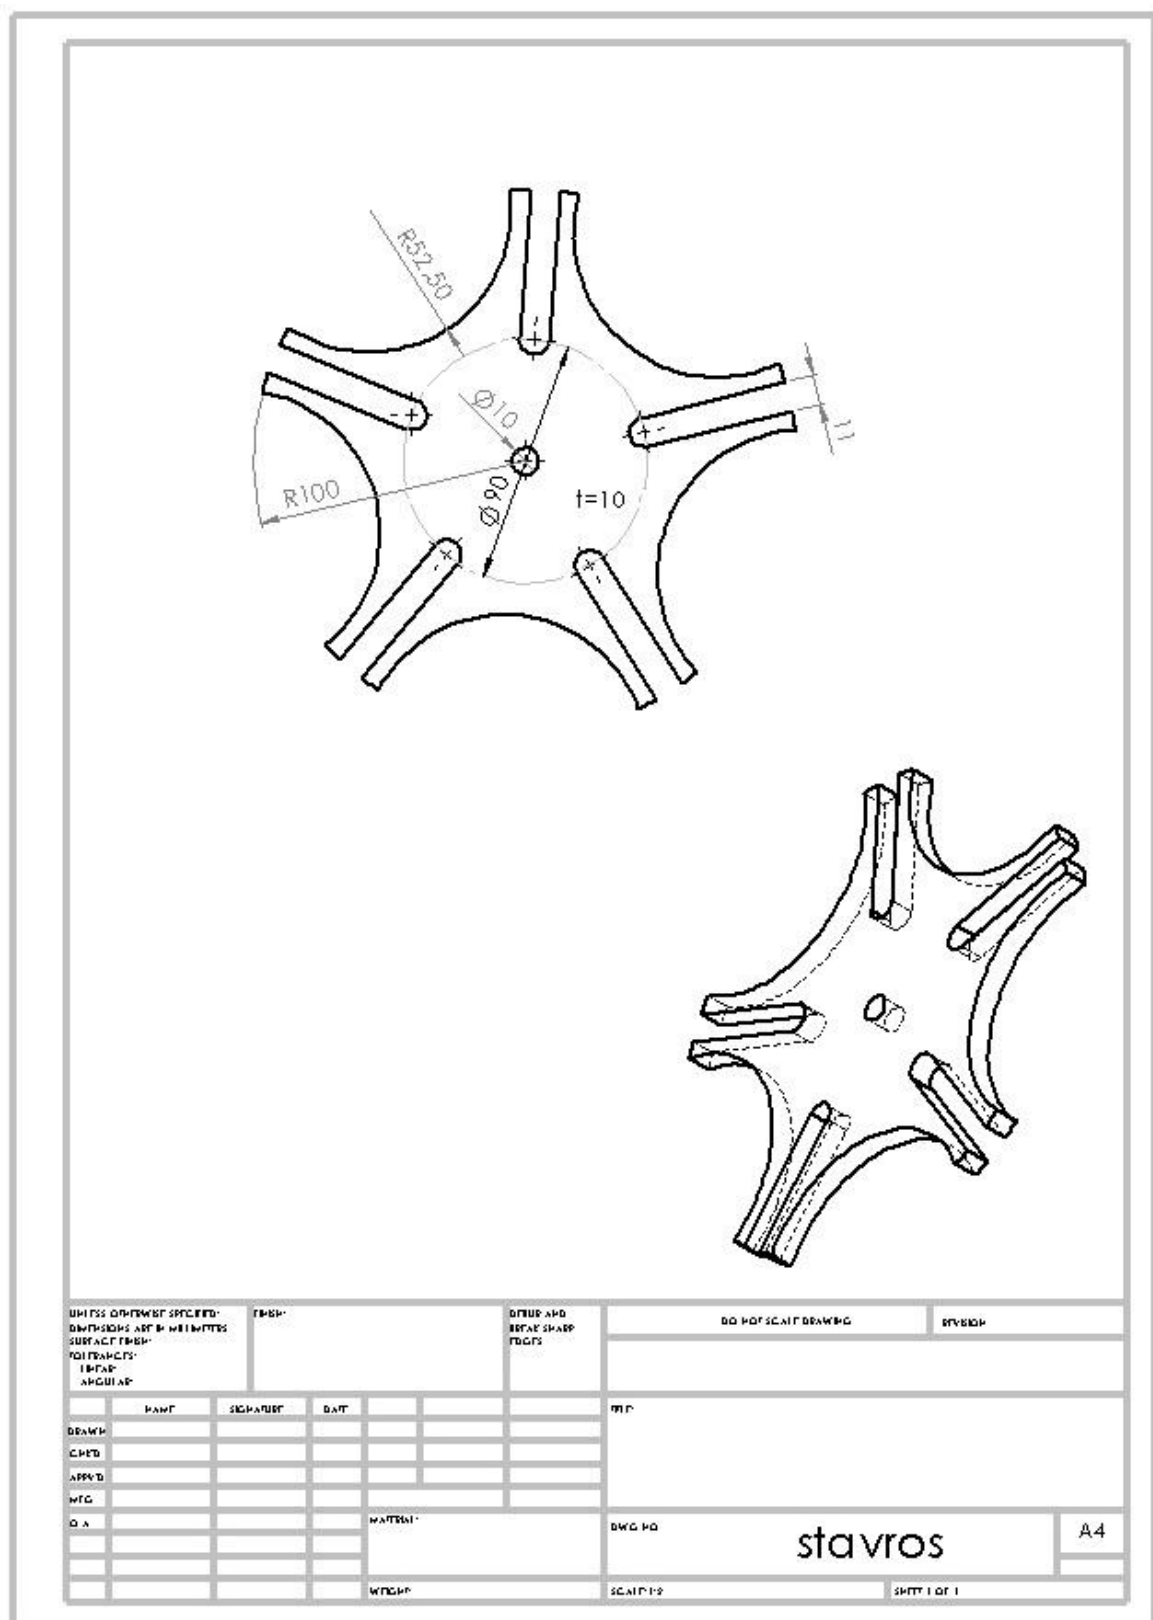 R52,50
Ø10
11
R100
Ø90
t=10
UNLESS OTHERWISE SPECIFIED:
DIMENSIONS ARE IN MILLIMETERS
SURFACE FINISH:
TOLERANCES:
LINEAR:
ANGULAR:
FINISH:
DEBUR AND
BREAK SHARP
EDGES
DO NOT SCALE DRAWING
REVISION
NAME
SIGNATURE
DATE
TITLE:
DRAWN
CHK'D
APPV'D
MFG
Q.A
MATERIAL:
DWG NO.
stavros
A4
WEIGHT:
SCALE:1:2
SHEET 1 OF 1